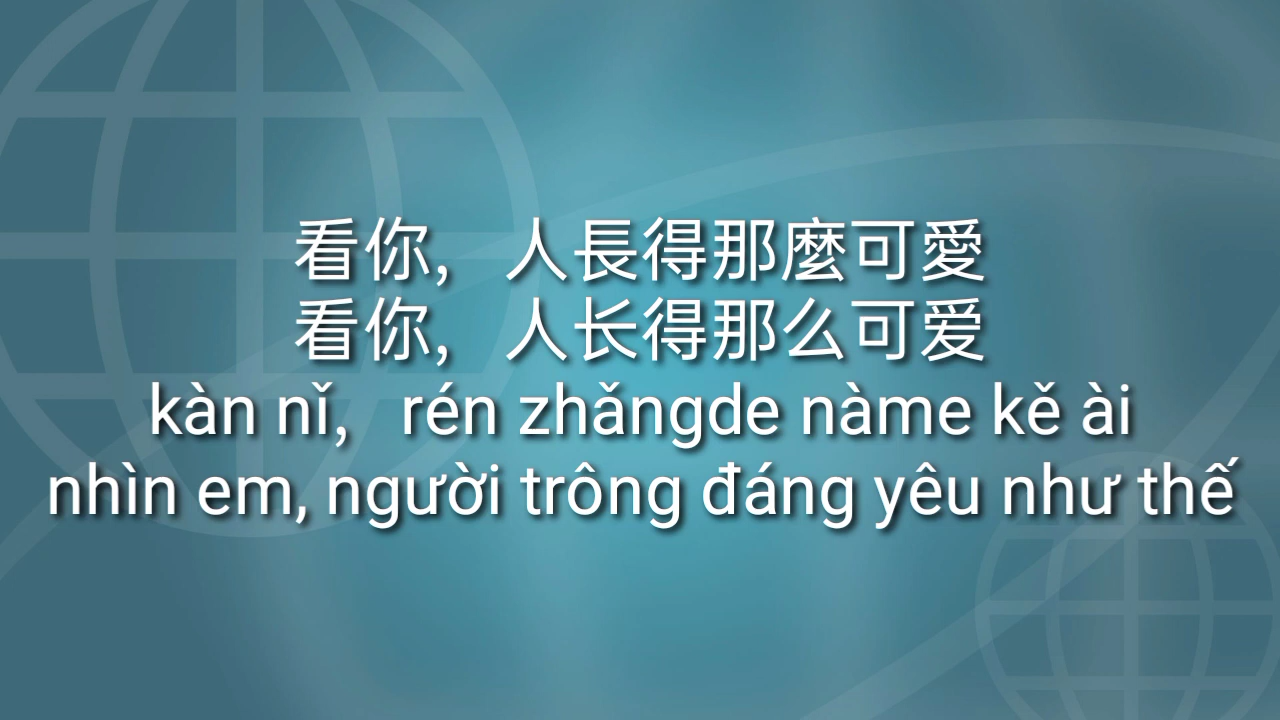 看你，人長得那麼可愛
看你，人长得那么可爱
kàn nǐ，rén zhǎngde nàme kě ài
nhìn em, người trông đáng yêu như thế